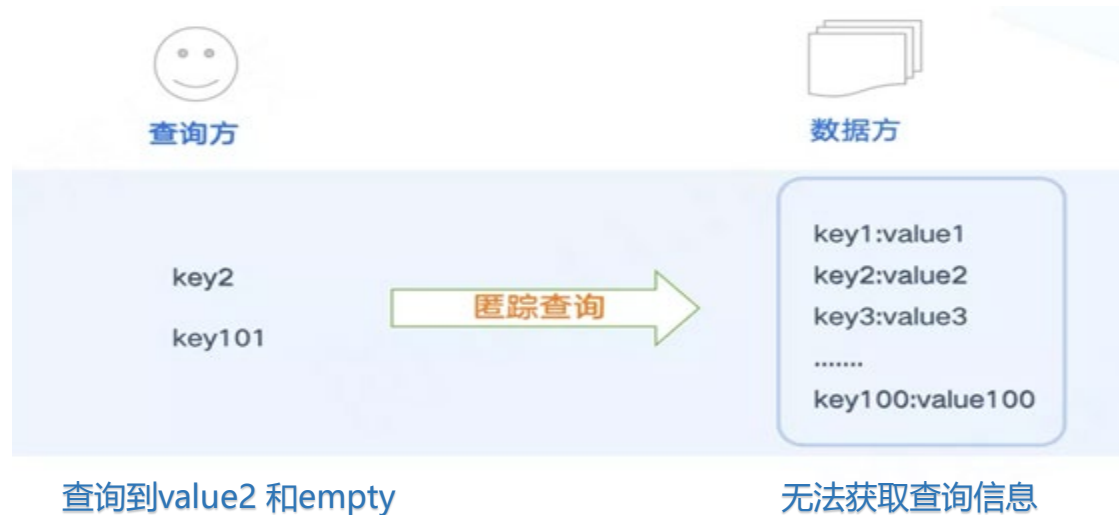 查询方
数据方
key2
key101
匿踪查询
key1:value1
key2:value2
key3:value3
.......
key100:value100
查询到value2 和empty
无法获取查询信息